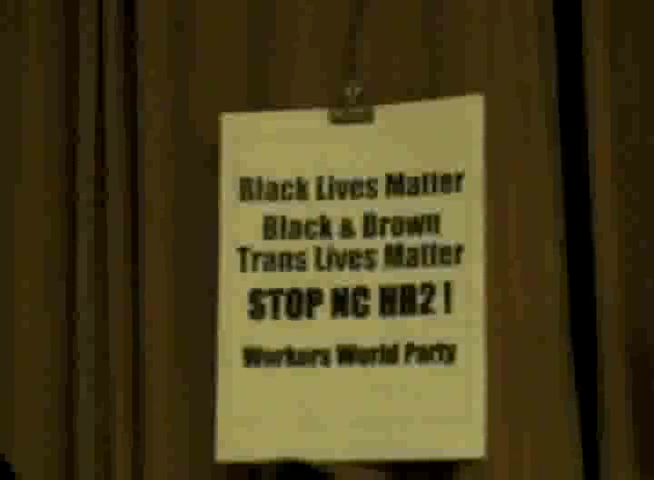 Black Lives Matter
Black & Brown
Trans Lives Matter
STOP NC HB2!
Workers World Party